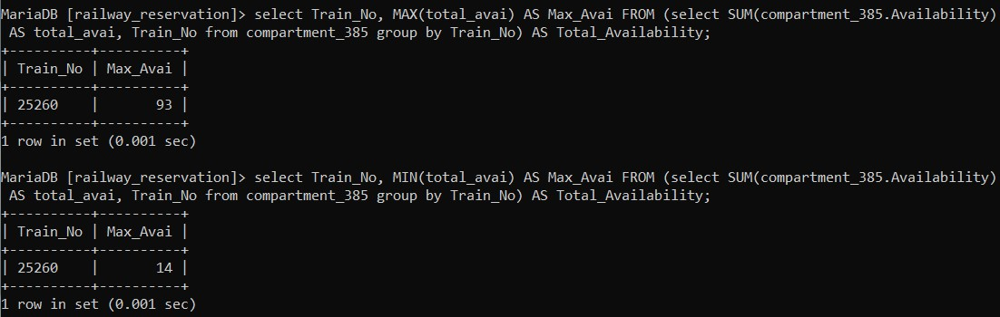 MariaDB [railway_reservation]> select Train_No, MAX(total_avai) AS Max_Avai FROM (select SUM(compartment_385.Availability)
 AS total_avai, Train_No from compartment_385 group by Train_No) AS Total_Availability;
+----------+----------+
| Train_No | Max_Avai |
+----------+----------+
| 25260    |       93 |
+----------+----------+
1 row in set (0.001 sec)

MariaDB [railway_reservation]> select Train_No, MIN(total_avai) AS Max_Avai FROM (select SUM(compartment_385.Availability)
 AS total_avai, Train_No from compartment_385 group by Train_No) AS Total_Availability;
+----------+----------+
| Train_No | Max_Avai |
+----------+----------+
| 25260    |       14 |
+----------+----------+
1 row in set (0.001 sec)